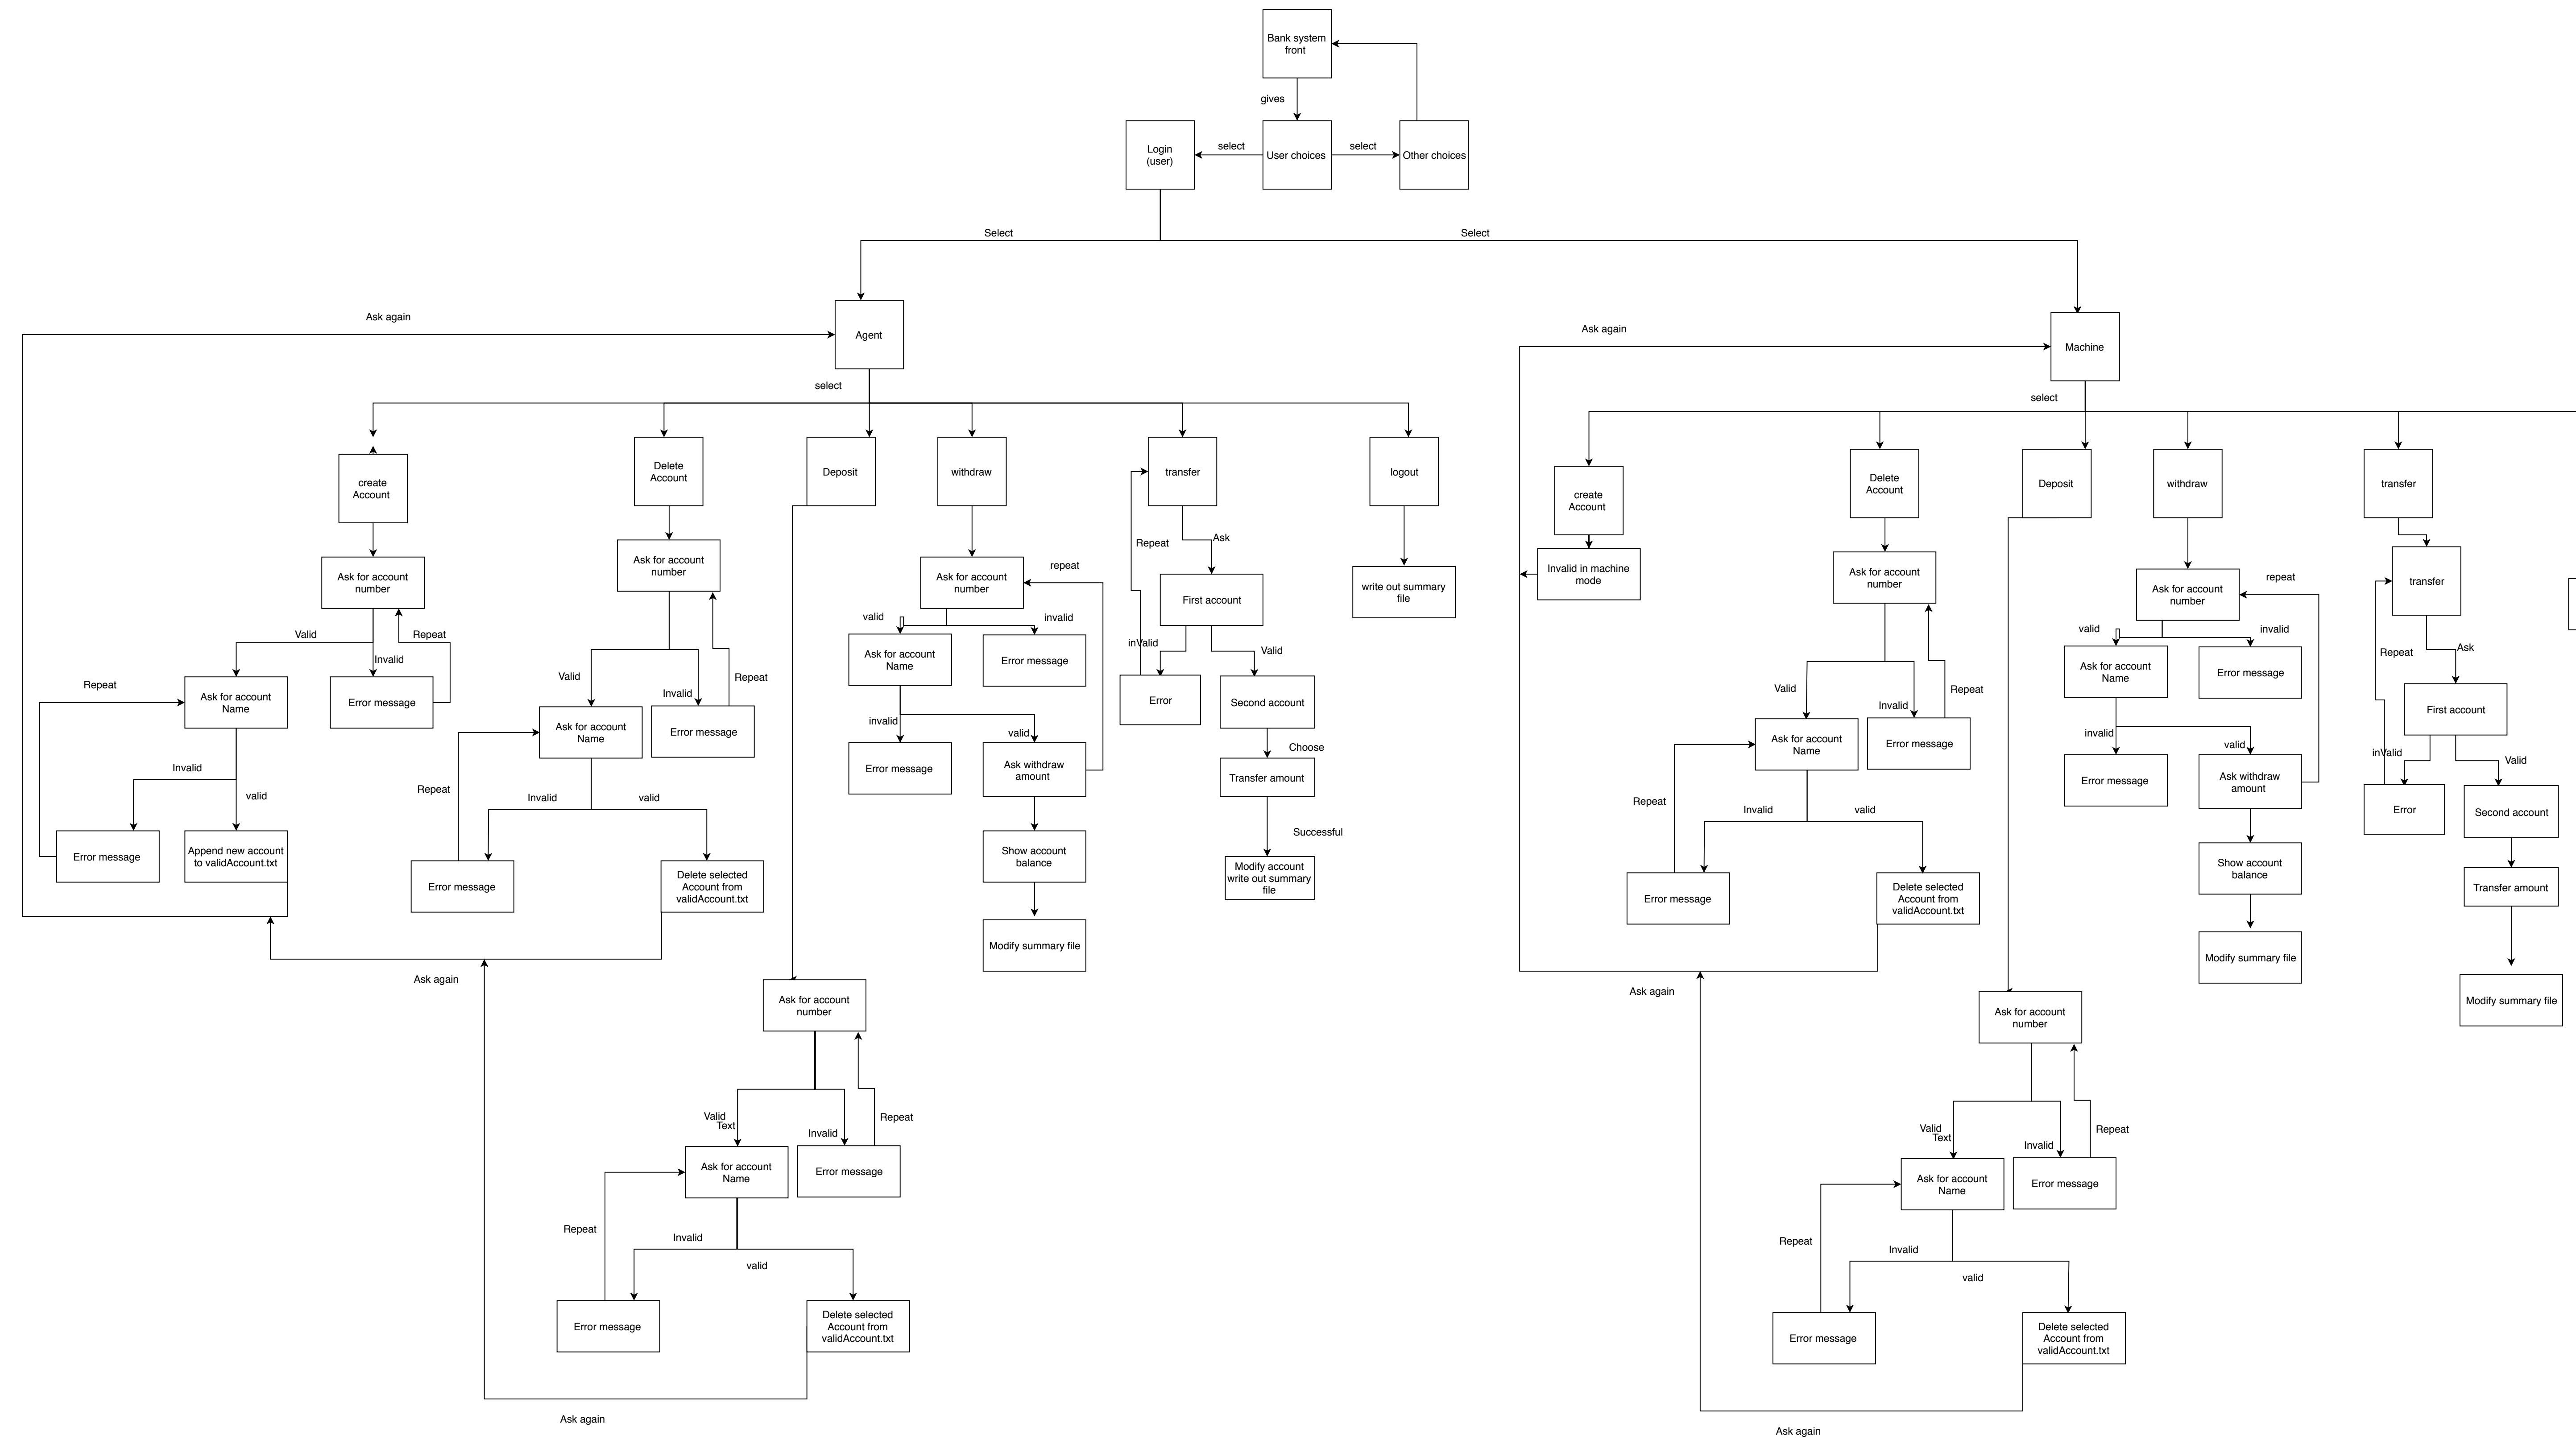 Bank system
front
gives
Login
(user)
select
User choices
select
Other choices
Select
Select
Ask again
Agent
Ask again
Machine
select
select
create
Account
Delete
Account
Deposit
withdraw
transfer
logout
create
Account
Delete
Account
Deposit
withdraw
transfer
Ask for account
number
Ask for account
number
Ask for account
number
repeat
Repeat
Ask
First account
write out summary
file
Invalid in machine
mode
Ask for account
number
Ask for account
number
repeat
transfer
Valid
Repeat
Invalid
valid
invalid
inValid
Valid
valid
invalid
Repeat
Ask
Repeat
Ask for account
Name
Error message
Valid
Invalid
Repeat
Ask for account
Name
Error message
Error
Second account
Valid
Invalid
Repeat
Ask for account
Name
Error message
First account
Ask for account
Name
Error message
invalid
valid
Choose
Ask for account
Name
Error message
invalid
valid
inValid
Valid
Invalid
valid
Repeat
Invalid
valid
Error message
Ask withdraw
amount
Transfer amount
Repeat
Invalid
valid
Error message
Ask withdraw
amount
Error
Second account
Successful
Error message
Append new account
to validAccount.txt
Error message
Delete selected
Account from
validAccount.txt
Show account
balance
Modify account
write out summary
file
Error message
Delete selected
Account from
validAccount.txt
Show account
balance
Transfer amount
Modify summary file
Modify summary file
Modify summary file
Ask again
Ask again
Ask for account
number
Ask for account
number
Valid
Text
Invalid
Repeat
Valid
Text
Invalid
Repeat
Ask for account
Name
Error message
Ask for account
Name
Error message
Repeat
Invalid
valid
Repeat
Invalid
valid
Error message
Delete selected
Account from
validAccount.txt
Error message
Delete selected
Account from
validAccount.txt
Ask again
Ask again